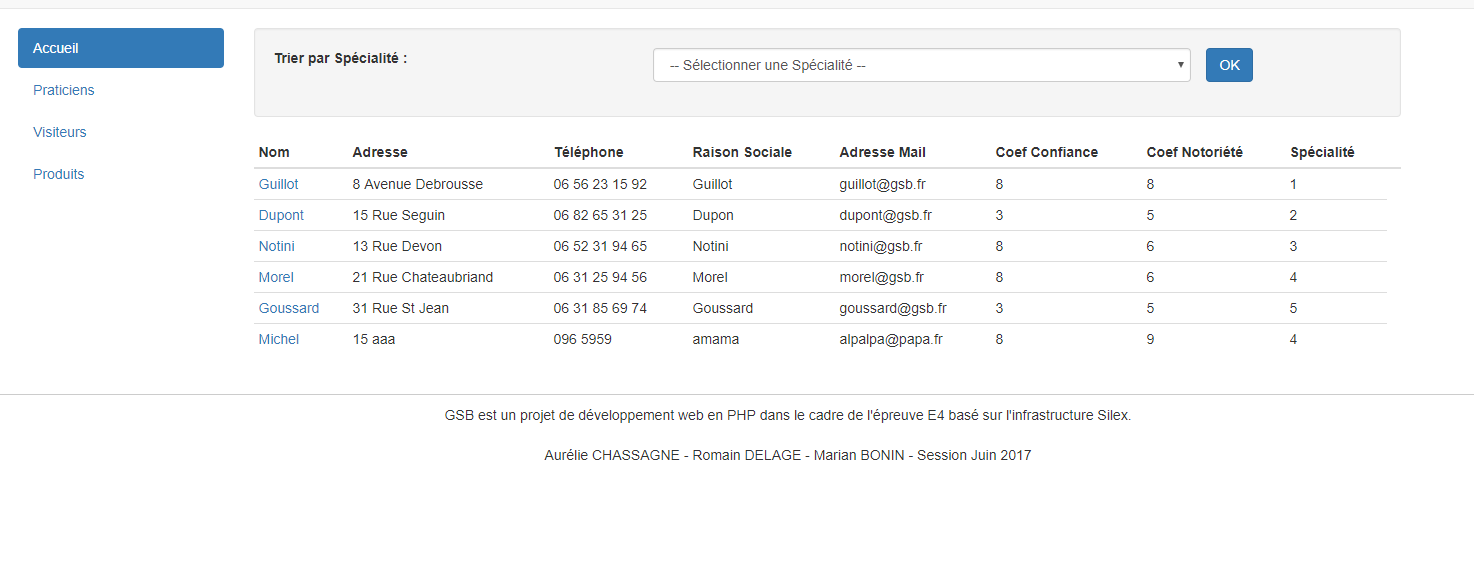 Accueil
Praticiens
Visiteurs
Produits
Trier par Spécialité :
-- Sélectionner une Spécialité --
OK
Nom Adresse Téléphone Raison Sociale Adresse Mail Coef Confiance Coef Notoriété Spécialité
Guillot 8 Avenue Debrousse 06 56 23 15 92 Guillot guillot@gsb.fr 8 8 1
Dupont 15 Rue Seguin 06 82 65 31 25 Dupon dupont@gsb.fr 3 5 2
Notini 13 Rue Devon 06 52 31 94 65 Notini notini@gsb.fr 8 6 3
Morel 21 Rue Chateaubriand 06 31 25 94 56 Morel morel@gsb.fr 8 6 4
Goussard 31 Rue St Jean 06 31 85 69 74 Goussard goussard@gsb.fr 3 5 5
Michel 15 aaa 096 5959 amama alpalpa@papa.fr 8 9 4
GSB est un projet de développement web en PHP dans le cadre de l'épreuve E4 basé sur l'infrastructure Silex.
Aurélie CHASSAGNE - Romain DELAGE - Marian BONIN - Session Juin 2017